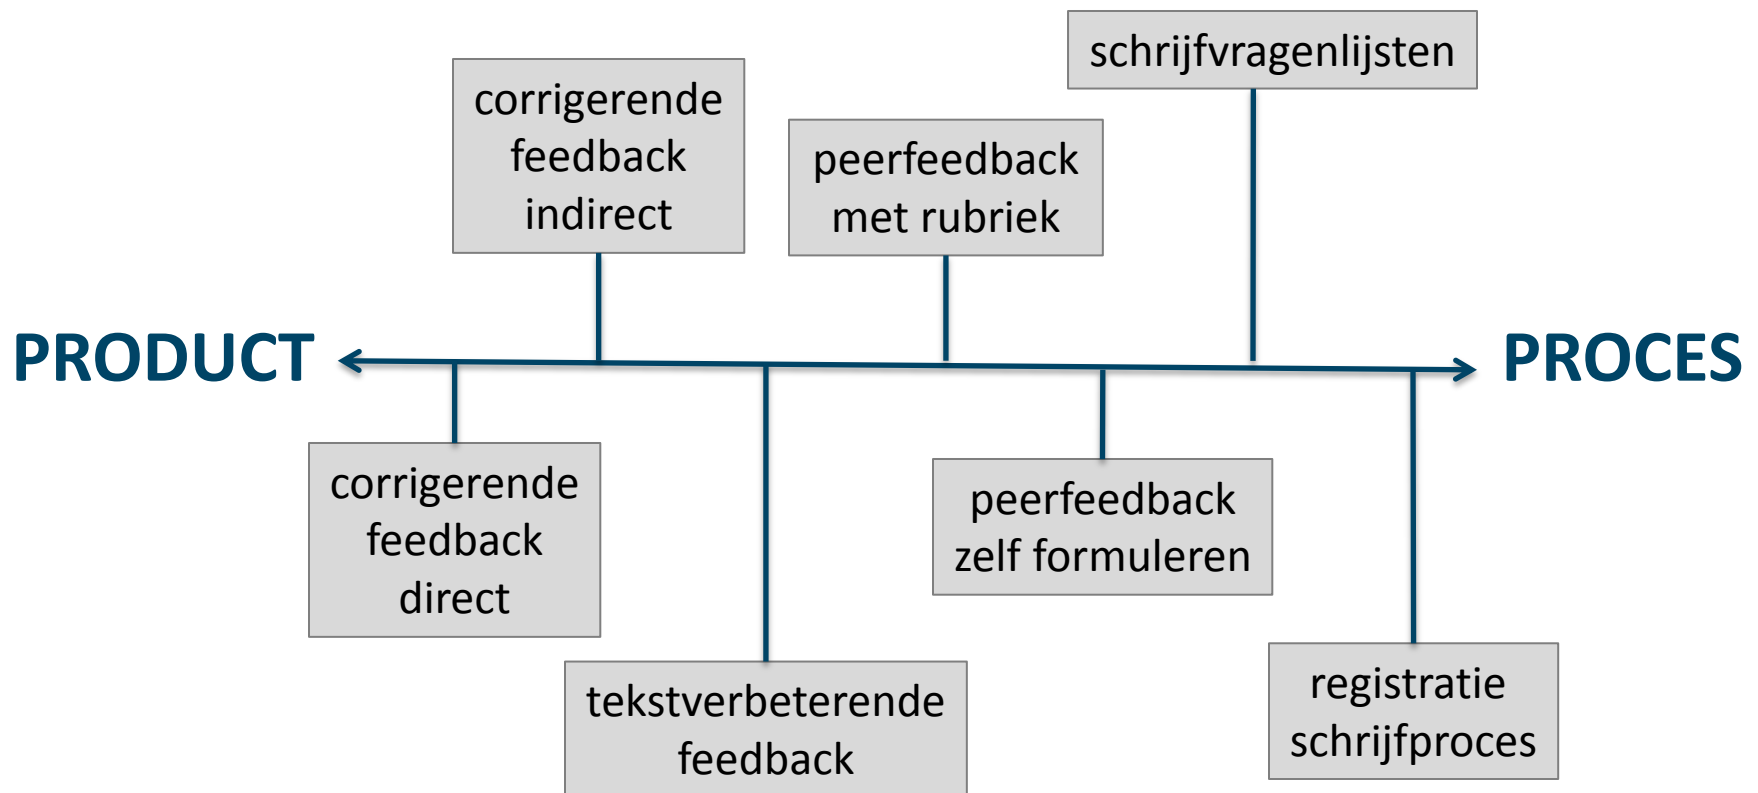 schrijfvragenlijsten
corrigerende
feedback
indirect
peerfeedback
met rubriek
PRODUCT
PROCES
corrigerende
feedback
direct
peerfeedback
zelf formuleren
tekstverbeterende
feedback
registratie
schrijfproces